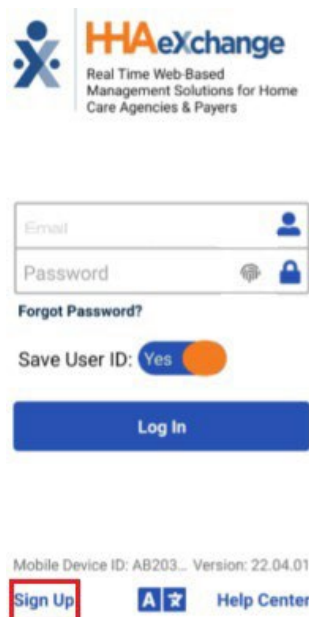 HHAeXchange
Real Time Web-Based
Management Solutions for Home
Care Agencies & Payers
Email
Password
Forgot Password?
Save User ID: Yes
Log In
Mobile Device ID: AB203... Version: 22.04.01
Sign Up A 文 Help Center